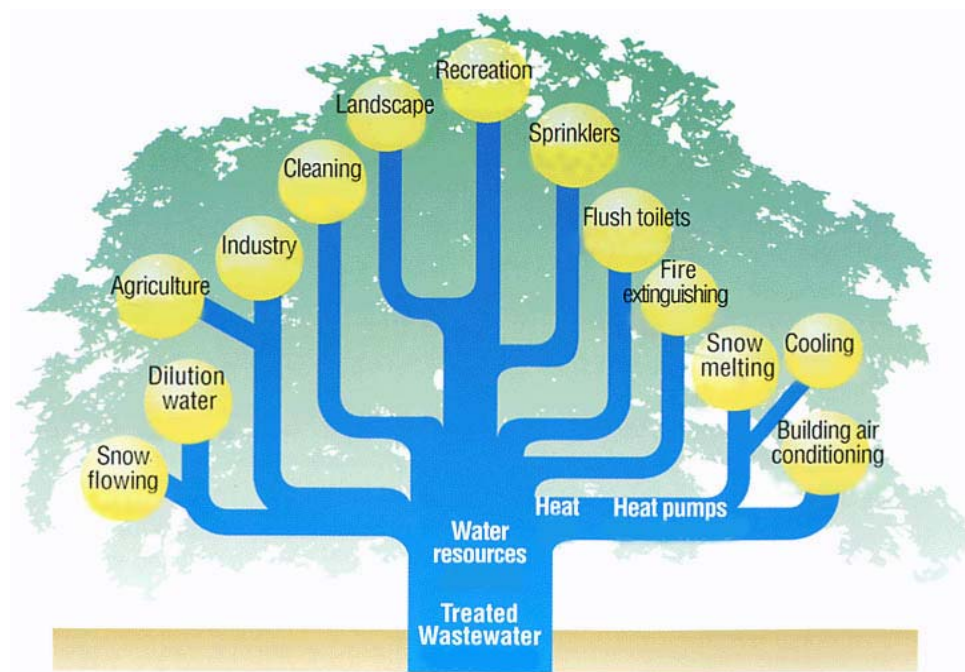 Recreation
Landscape
Sprinklers
Cleaning
Flush toilets
Industry
Fire
extinguishing
Agriculture
Snow
melting
Cooling
Dilution
water
Building air
conditioning
Snow
flowing
Heat
Heat pumps
Water
resources
Treated
Wastewater